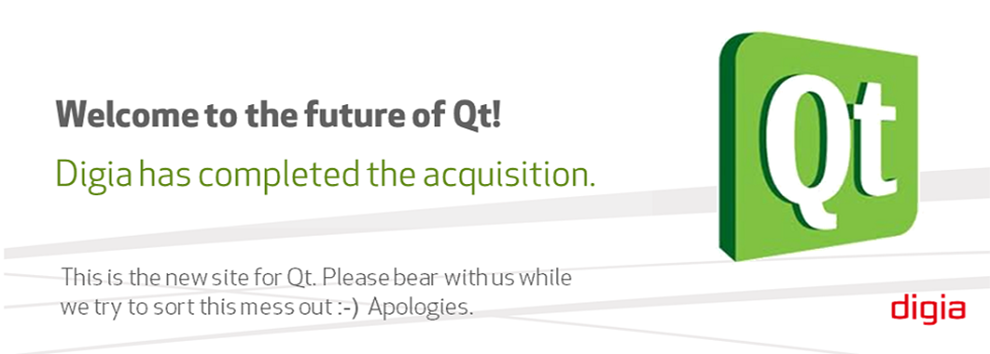 Welcome to the future of Qt!
Digia has completed the acquisition.
This is the new site for Qt. Please bear with us while
we try to sort this mess out :-) Apologies.
Qt
digia